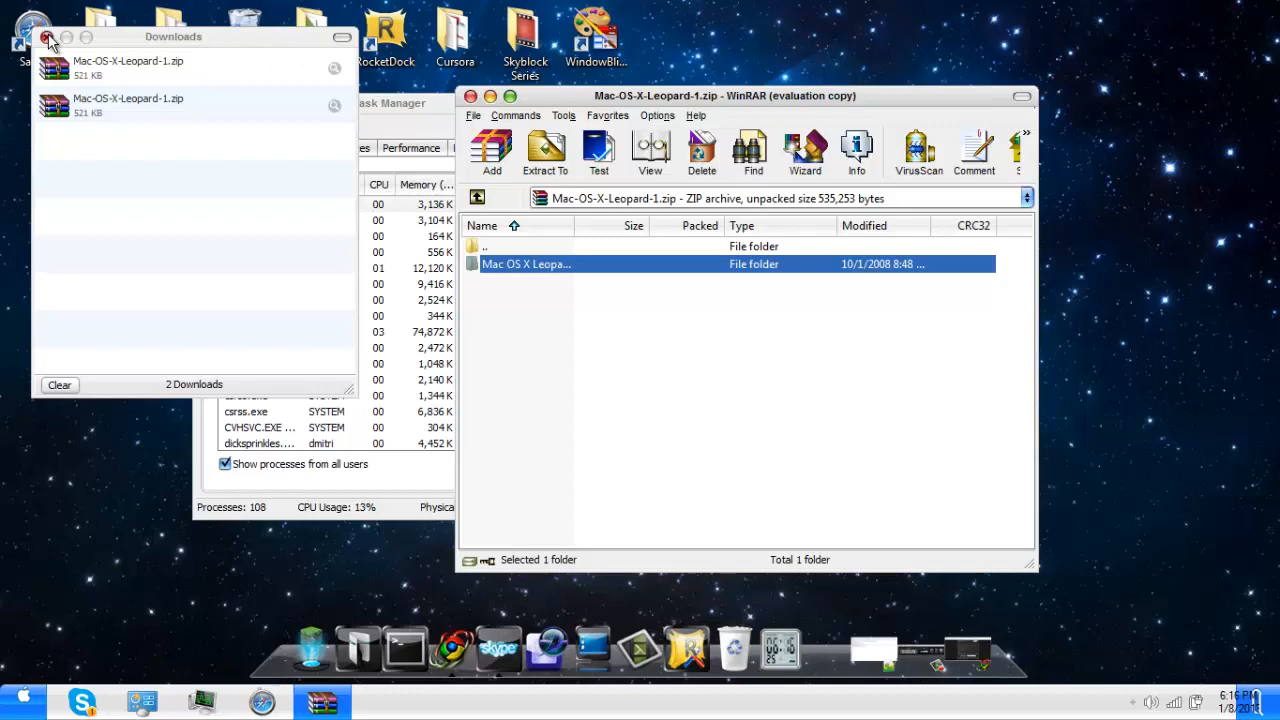 Downloads
Mac-OS-X-Leopard-1.zip
521 KB
Mac-OS-X-Leopard-1.zip
521 KB
Clear
2 Downloads
RocketDock
Cursora
Skyblock
Series
WindowBli...
ask Manager
es
Performance
CPU
Memory (...
00 3,136 K
00 3,104 K
00 164 K
00 556 K
01 12,120 K
00 9,416 K
00 2,524 K
00 344 K
03 74,872 K
00 2,472 K
00 1,048 K
00 2,140 K
00 1,344 K
csrss.exe SYSTEM 00 6,836 K
CVHSVC.EXE ... SYSTEM 00 304 K
dicksprinkles.... dmitri 00 4,452 K
Show processes from all users
Processes: 108 CPU Usage: 13% Physica
Mac-OS-X-Leopard-1.zip - WinRAR (evaluation copy)
File Commands Tools Favorites Options Help
Add Extract To Test View Delete Find Wizard Info VirusScan Comment S
Mac-OS-X-Leopard-1.zip - ZIP archive, unpacked size 535,253 bytes
Name Size Packed Type Modified CRC32
.. File folder
Mac OS X Leopa... File folder 10/1/2008 8:48 ...
Selected 1 folder
Total 1 folder
skype
06:16
25
6:16 PM